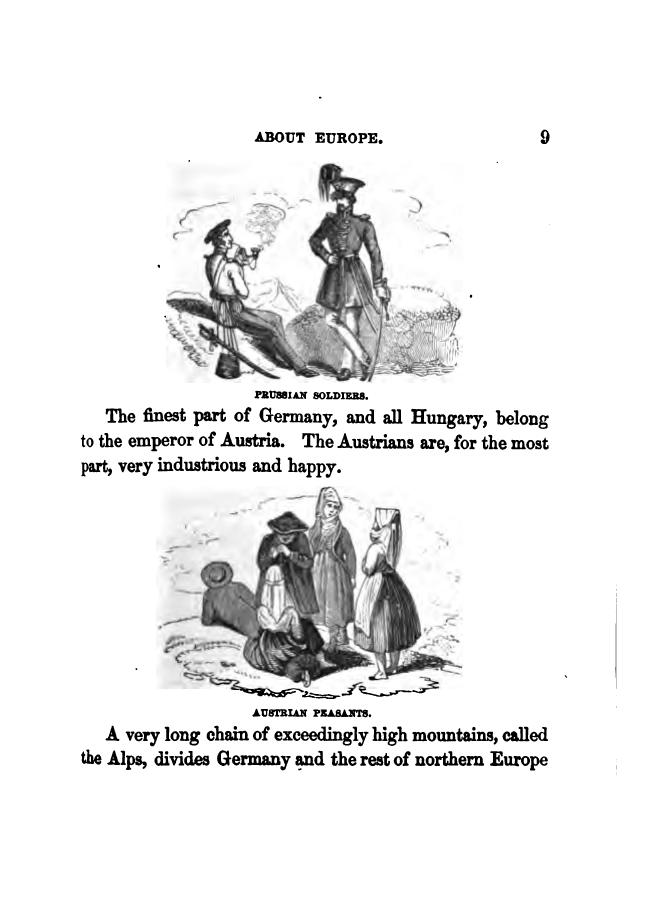 ABOUT EUROPE. 9
PRUSSIAN SOLDIERS.
The finest part of Germany, and all Hungary, belong
to the emperor of Austria. The Austrians are, for the most
part, very industrious and happy.
AUSTRIAN PEASANTS.
A very long chain of exceedingly high mountains, called
the Alps, divides Germany and the rest of northern Europe